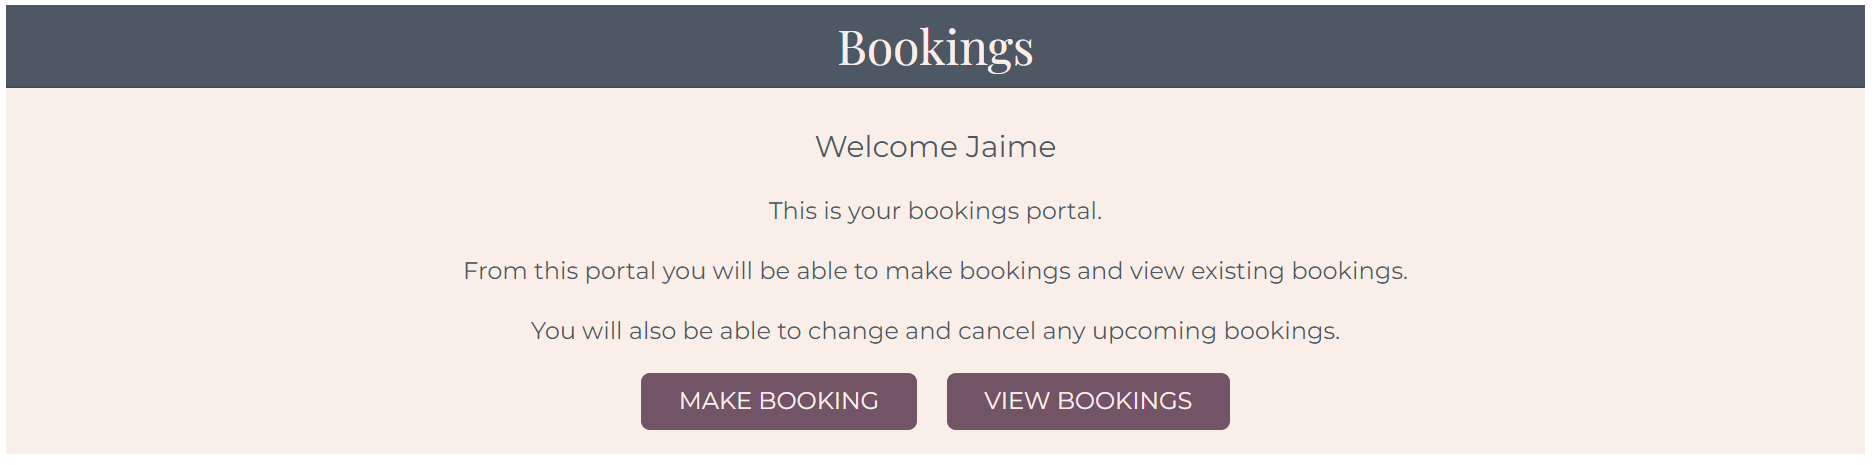 Bookings
Welcome Jaime
This is your bookings portal.
From this portal you will be able to make bookings and view existing bookings.
You will also be able to change and cancel any upcoming bookings.
MAKE BOOKING
VIEW BOOKINGS